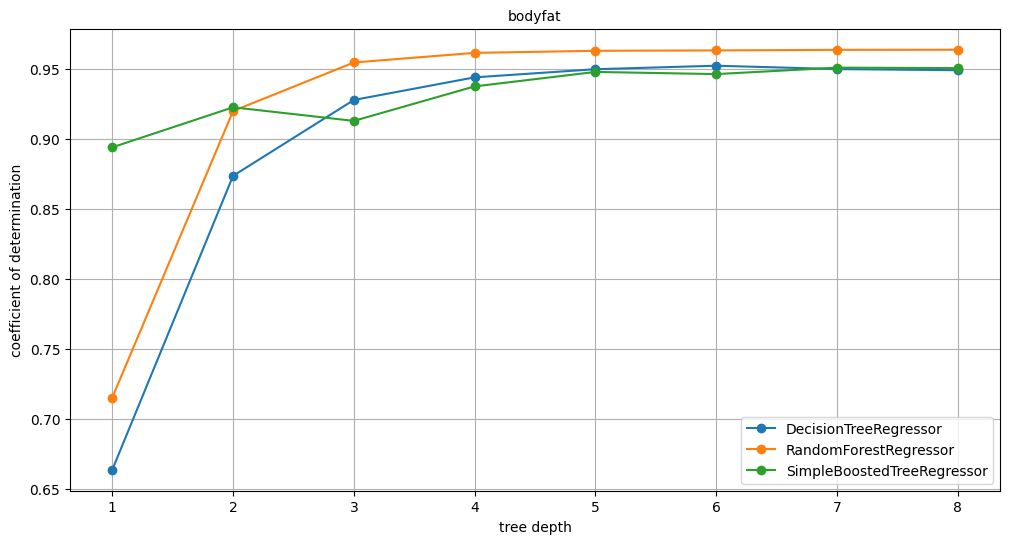 bodyfat
coefficient of determination
0.95
0.90
0.85
0.80
0.75
0.70
0.65
1 2 3 4 5 6 7 8
tree depth
DecisionTreeRegressor
RandomForestRegressor
SimpleBoostedTreeRegressor